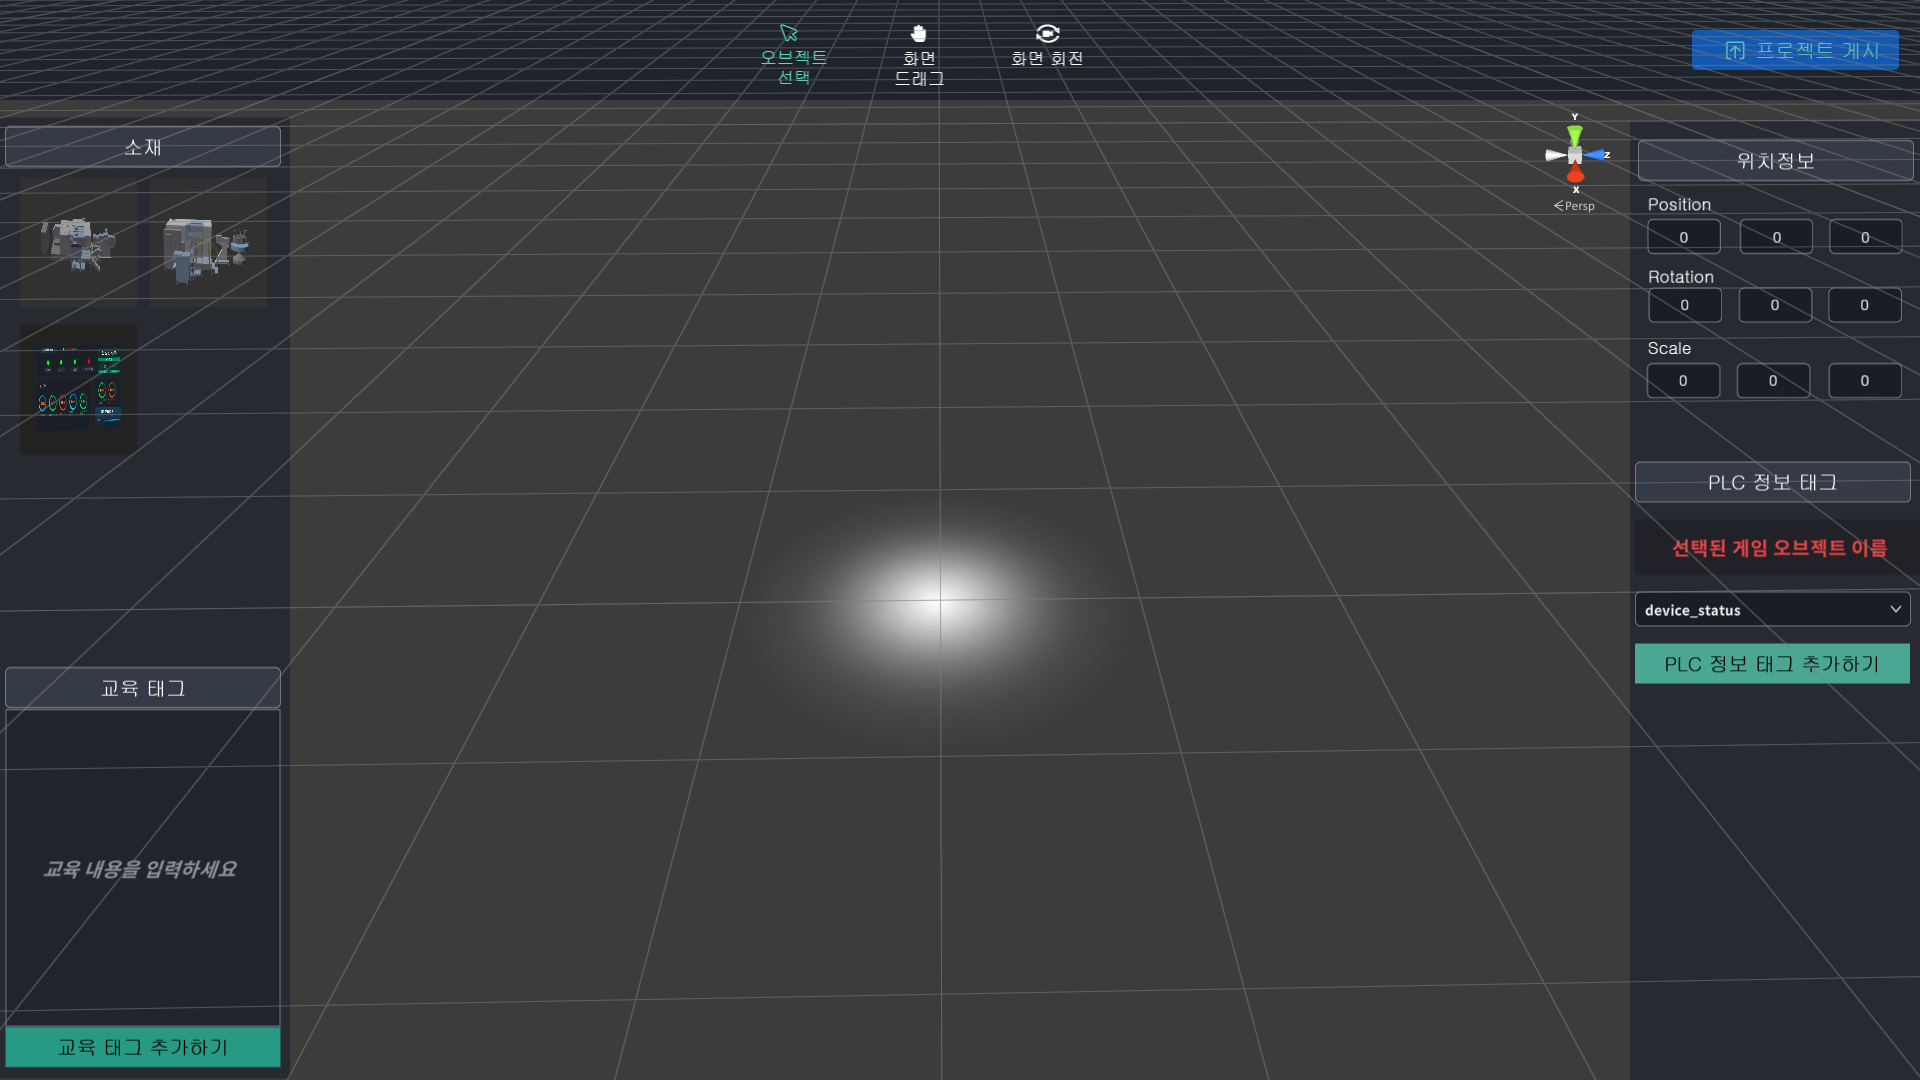 오브젝트
선택
화면
드래그
화면 회전
프로젝트 게시
소재
Y
Z
X
Persp
위치정보
Position
0 0 0
Rotation
0 0 0
Scale
0 0 0
PLC 정보 태그
선택된 게임 오브젝트 이름
device_status
PLC 정보 태그 추가하기
교육 태그
교육 내용을 입력하세요
교육 태그 추가하기